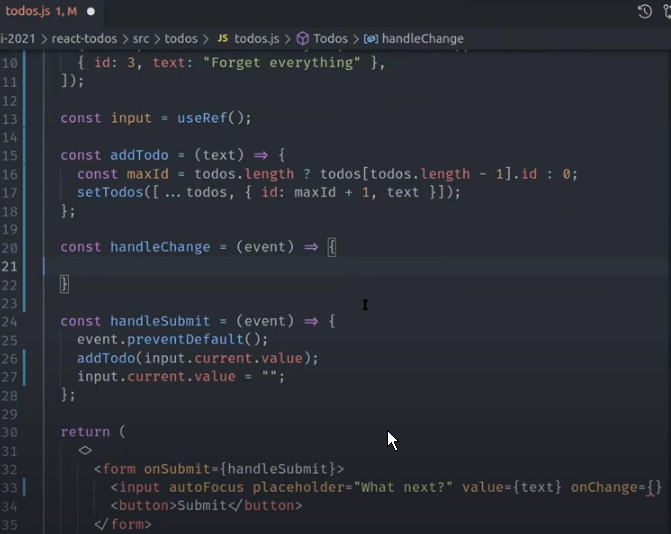 todos.js 1, M
i-2021 > react-todos > src > todos > JS todos.js > Todos > handleChange
10 { id: 3, text: "Forget everything" },
11 ]);
12
13 const input = useRef();
14
15 const addTodo = (text) => {
16 const maxId = todos.length ? todos[todos.length - 1].id : 0;
17 setTodos([...todos, { id: maxId + 1, text }]);
18 };
19
20 const handleChange = (event) => {
21
22 }
23
24 const handleSubmit = (event) => {
25 event.preventDefault();
26 addTodo(input.current.value);
27 input.current.value = "";
28 };
29
30 return (
31 <>
32 <form onSubmit={handleSubmit}>
33 <input autoFocus placeholder="What next?" value={text} onChange={}
34 <button>Submit</button>
35 </form>